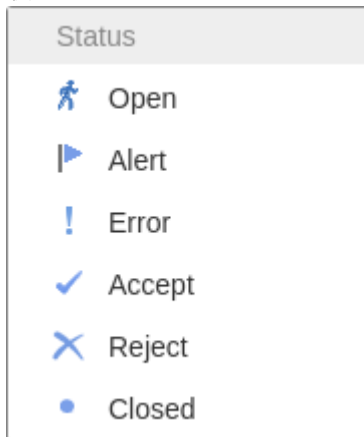 Status
Open
Alert
Error
Accept
Reject
Closed